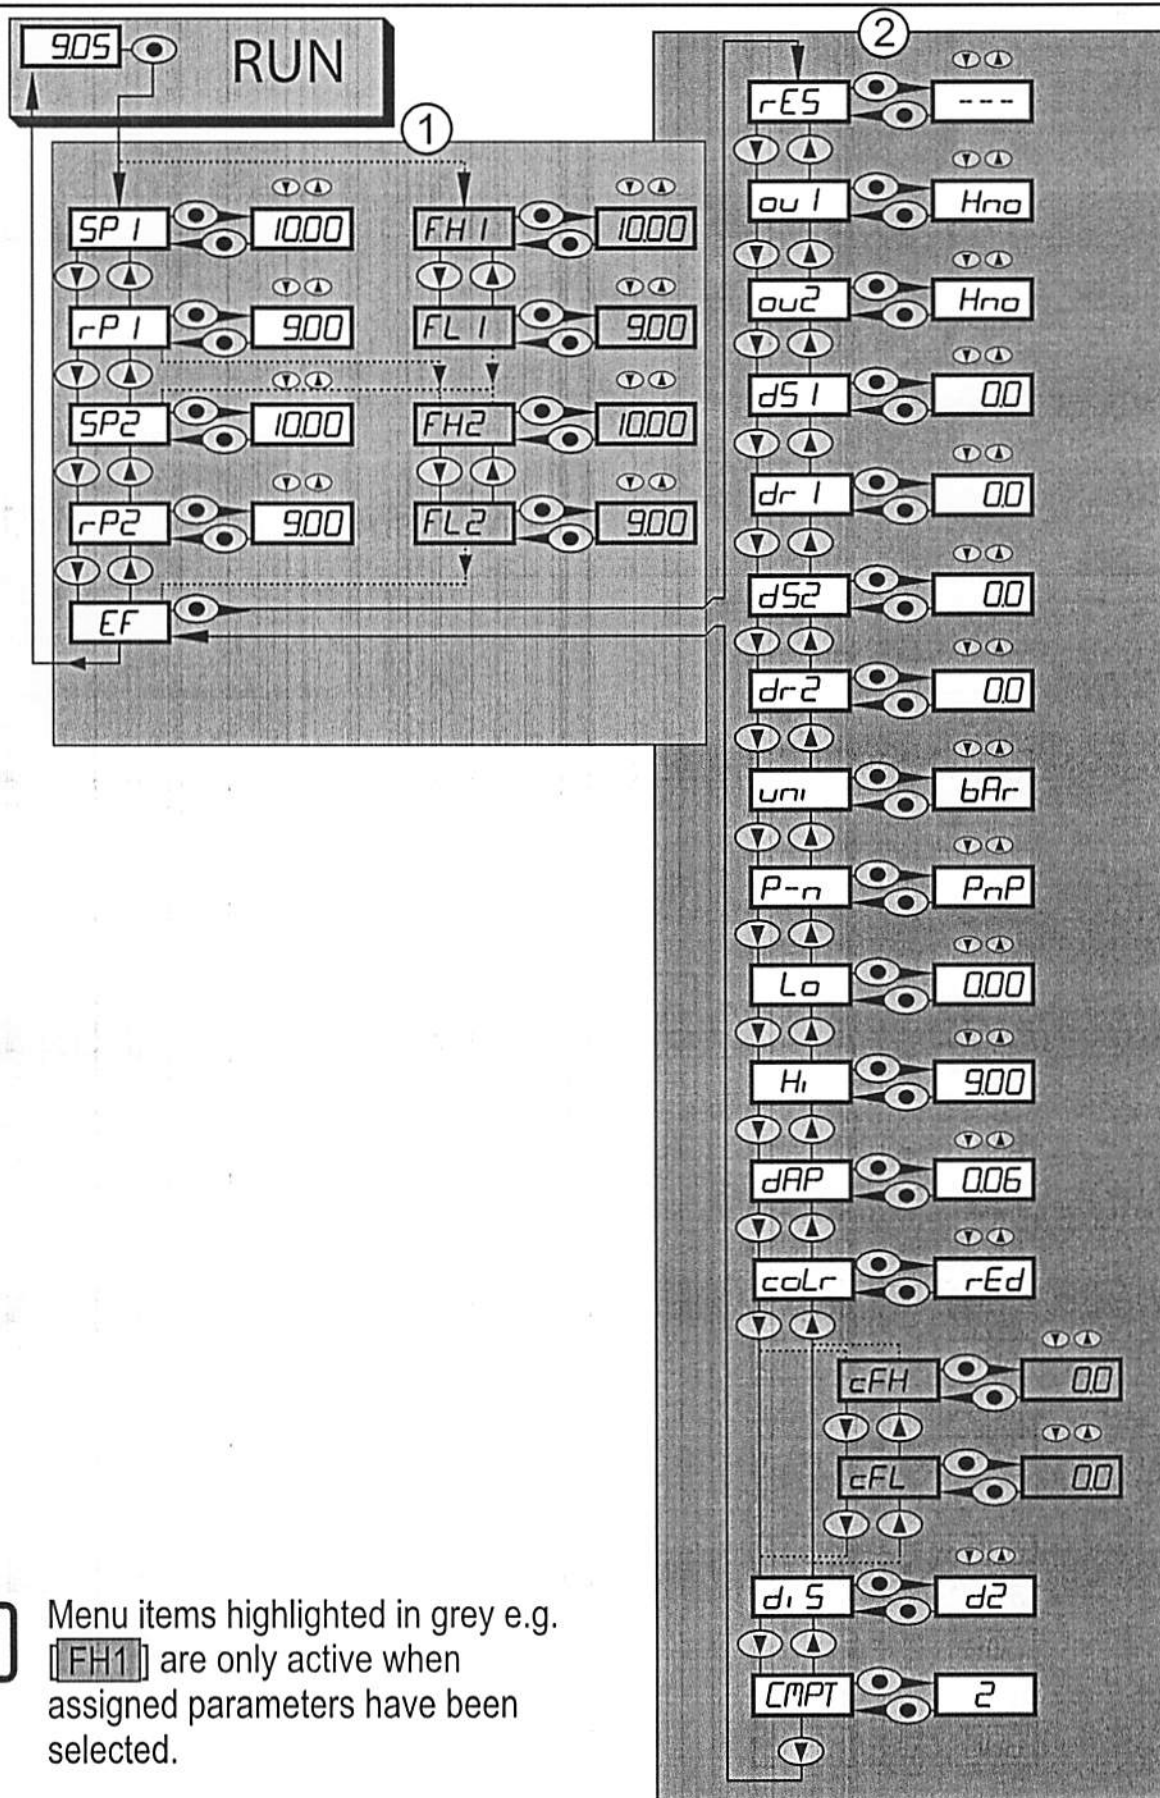 9.05 RUN
1
SP1 10.00 FH1 10.00
rP1 9.00 FL1 9.00
SP2 10.00 FH2 10.00
rP2 9.00 FL2 9.00
EF
2
rES ---
ou1 Hno
ou2 Hno
dS1 0.0
dr1 0.0
dS2 0.0
dr2 0.0
uni bAr
P-n PnP
Lo 0.00
Hi 9.00
dAP 0.06
coLr rEd
cFH 0.0
cFL 0.0
diS d2
CMPT 2
Menu items highlighted in grey e.g.
[FH1] are only active when
assigned parameters have been
selected.